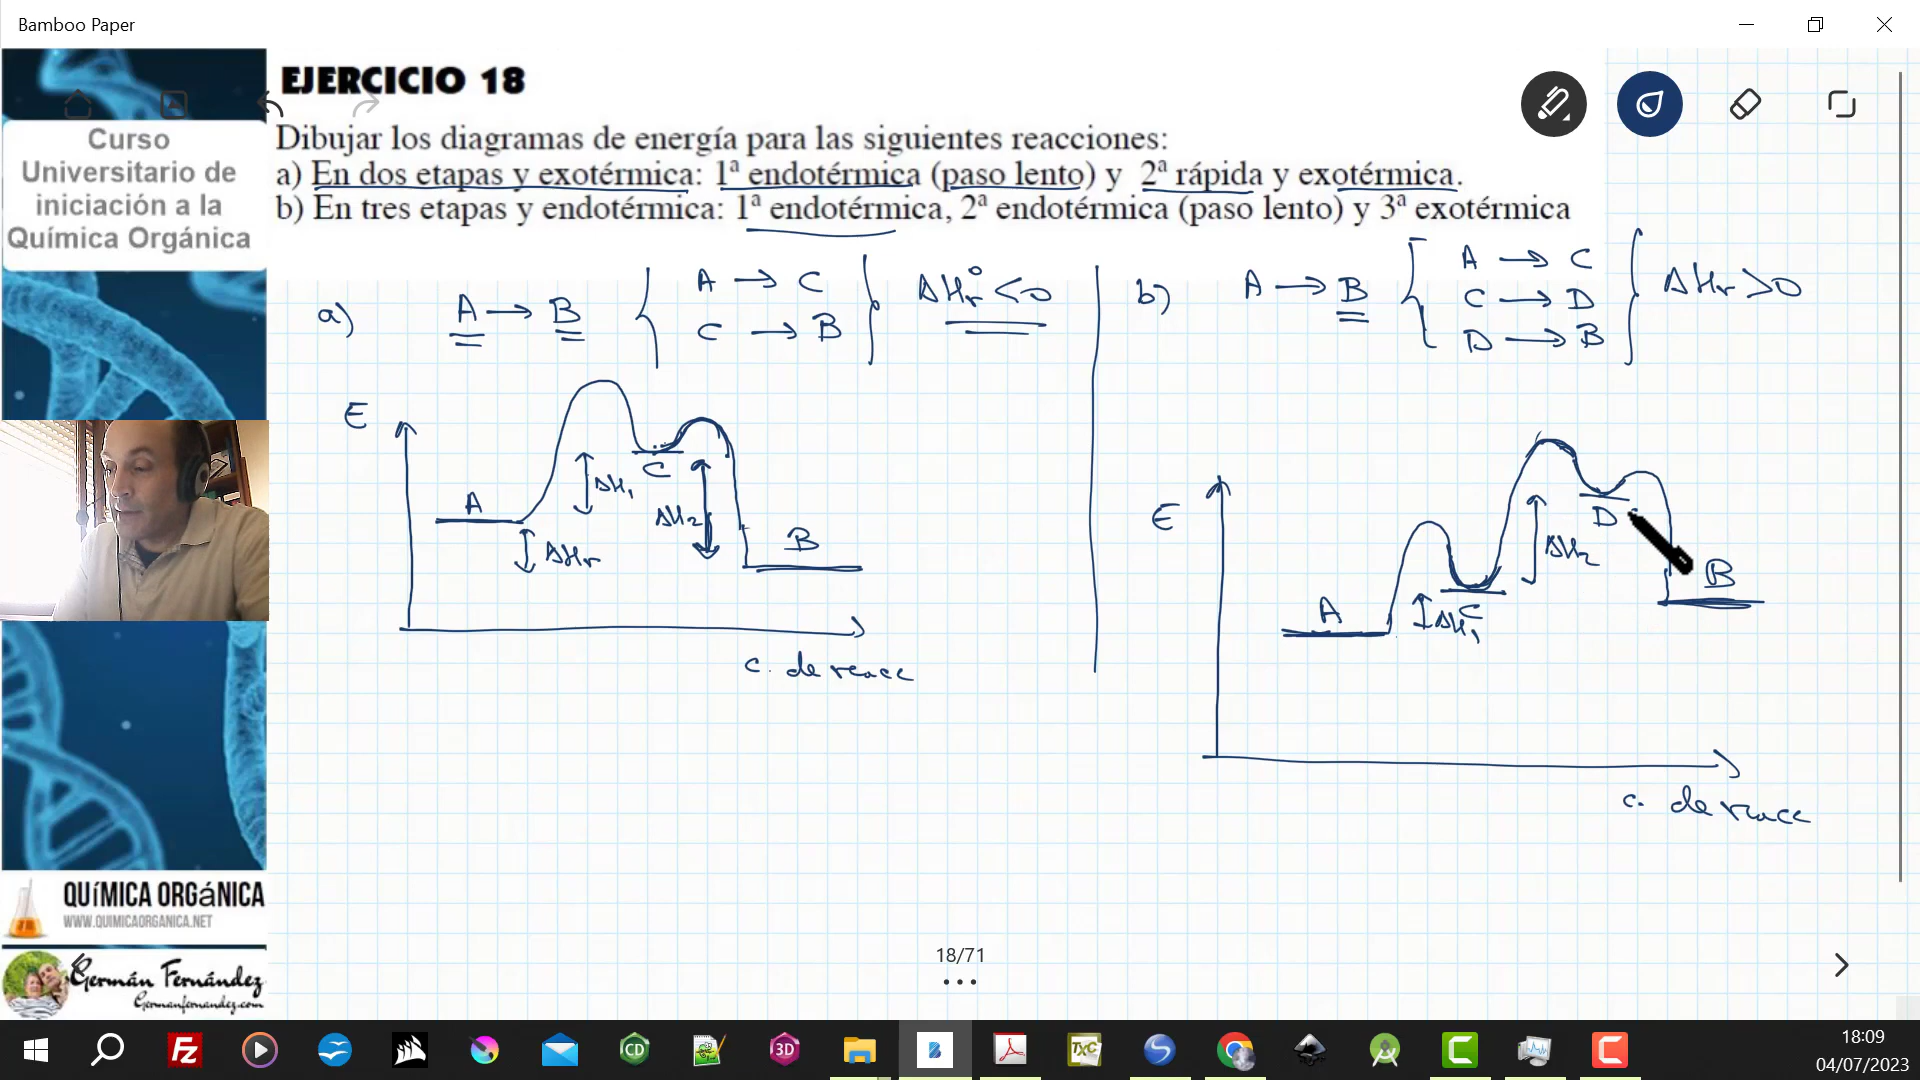 Bamboo Paper
EJERCICIO 18
Curso
Universitario de
iniciación a la
Química Orgánica
Dibujar los diagramas de energía para las siguientes reacciones:
a) En dos etapas y exotérmica: 1ª endotérmica (paso lento) y 2ª rápida y exotérmica.
b) En tres etapas y endotérmica: 1ª endotérmica, 2ª endotérmica (paso lento) y 3ª exotérmica
a) A → B { A → C
C → B } ΔHr° < 0
E
A
C
B
ΔH₁
ΔH₂
ΔHr
c. de reacc
b) A → B { A → C
C → D
D → B } ΔHr > 0
E
A
C
D
B
ΔH₁
ΔH₂
c. de reacc
QUÍMICA ORGáNICA
WWW.QUIMICAORGANICA.NET
Germán Fernández
Germanfernandez.com
18/71
18:09
04/07/2023